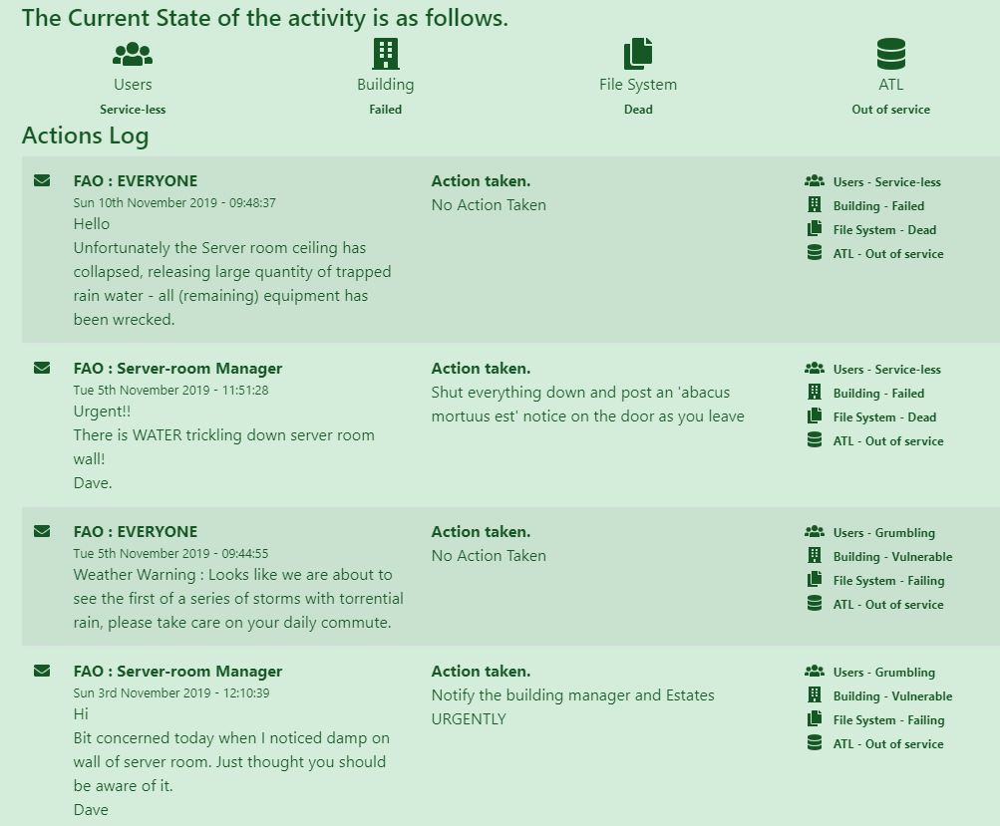 The Current State of the activity is as follows.
Users
Service-less
Building
Failed
File System
Dead
ATL
Out of service
Actions Log
FAO : EVERYONE
Sun 10th November 2019 - 09:48:37
Hello
Unfortunately the Server room ceiling has
collapsed, releasing large quantity of trapped
rain water - all (remaining) equipment has
been wrecked.
Action taken.
No Action Taken
Users - Service-less
Building - Failed
File System - Dead
ATL - Out of service
FAO : Server-room Manager
Tue 5th November 2019 - 11:51:28
Urgent!!
There is WATER trickling down server room
wall!
Dave.
Action taken.
Shut everything down and post an 'abacus
mortuus est' notice on the door as you leave
Users - Service-less
Building - Failed
File System - Dead
ATL - Out of service
FAO : EVERYONE
Tue 5th November 2019 - 09:44:55
Weather Warning : Looks like we are about to
see the first of a series of storms with torrential
rain, please take care on your daily commute.
Action taken.
No Action Taken
Users - Grumbling
Building - Vulnerable
File System - Failing
ATL - Out of service
FAO : Server-room Manager
Sun 3rd November 2019 - 12:10:39
Hi
Bit concerned today when I noticed damp on
wall of server room. Just thought you should
be aware of it.
Dave
Action taken.
Notify the building manager and Estates
URGENTLY
Users - Grumbling
Building - Vulnerable
File System - Failing
ATL - Out of service